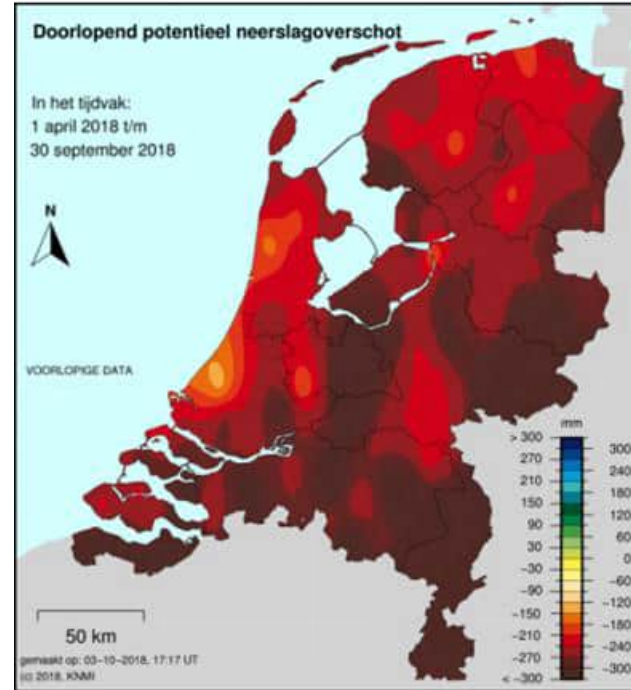 Doorlopend potentieel neerslagoverschot
In het tijdvak:
1 april 2018 t/m
30 september 2018
N
VOORLOPIGE DATA
mm
> 300
270
210
150
90
30
−30
−90
−150
−210
−270
< −300
300
240
180
120
60
0
−60
−120
−180
−240
−300
50 km
gemaakt op: 03-10-2018, 17:17 UT
(c) 2018, KNMI